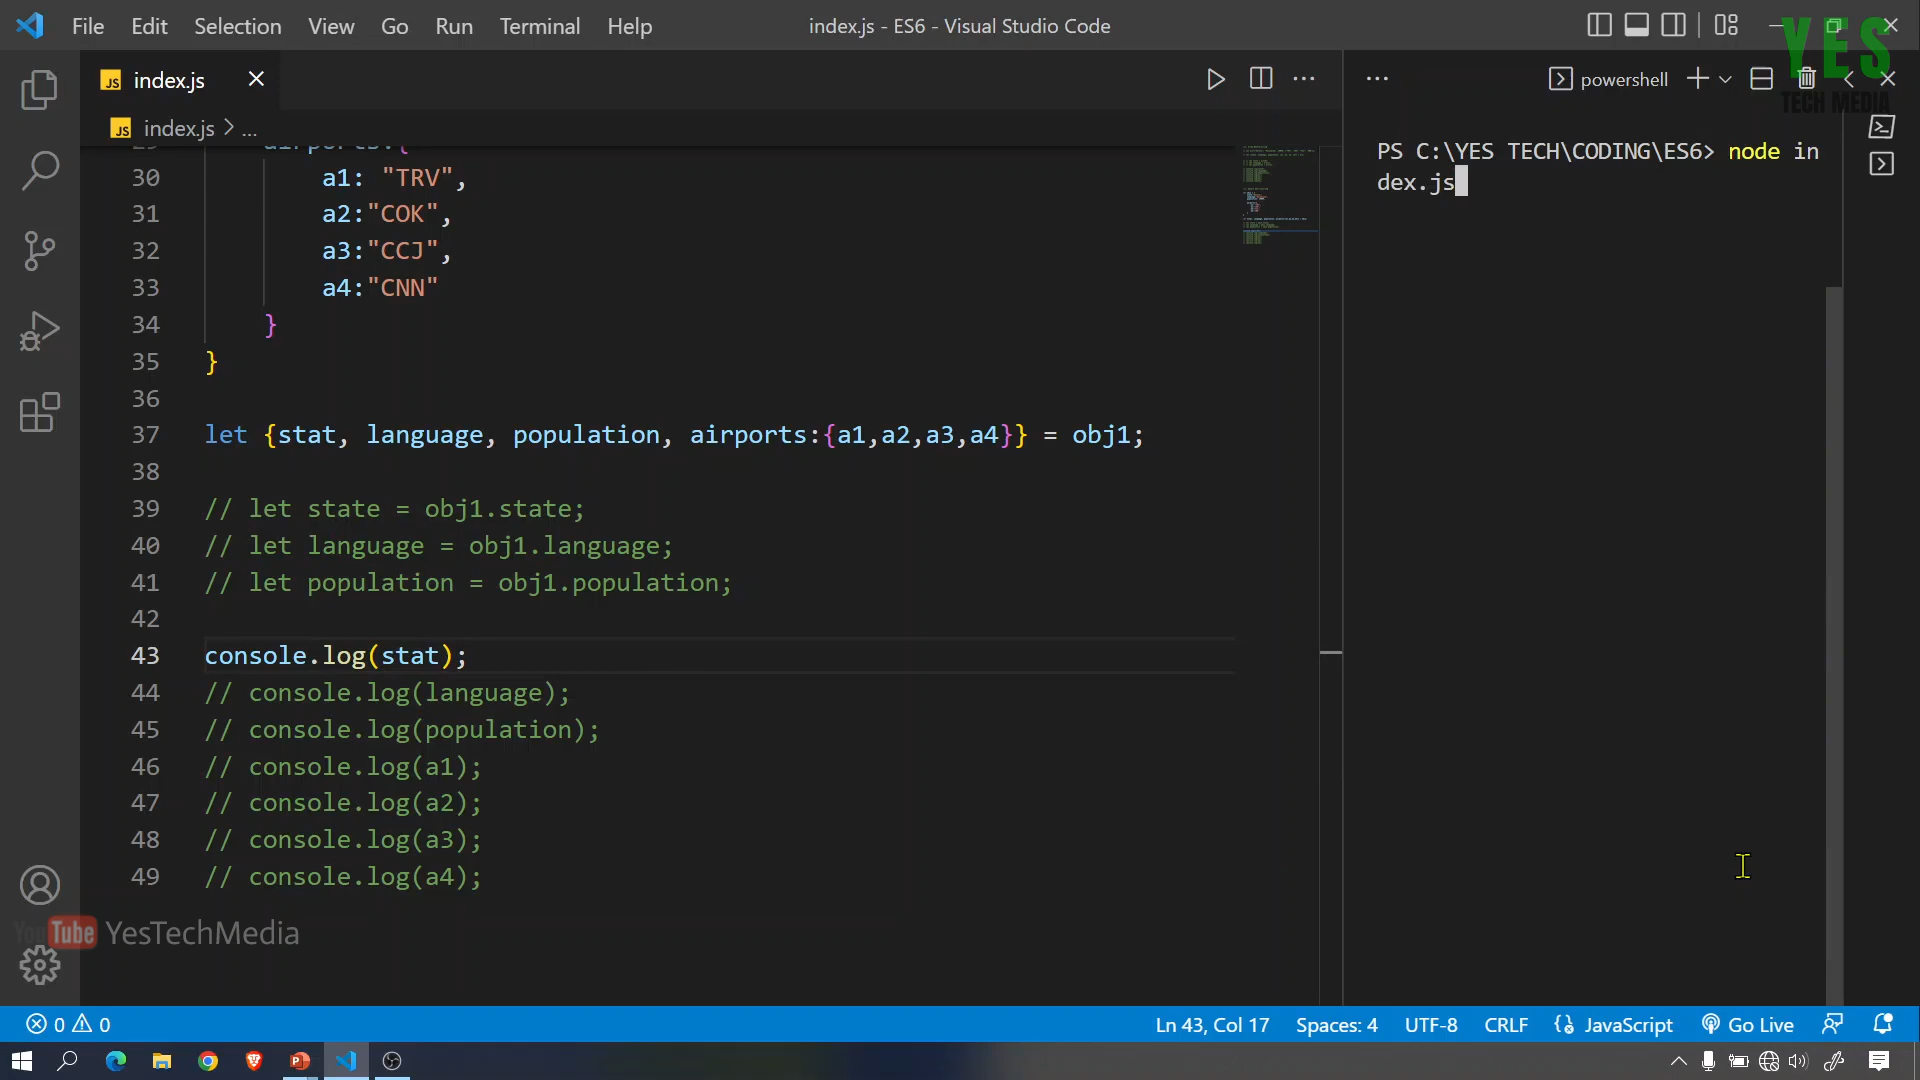 File Edit Selection View Go Run Terminal Help
index.js - ES6 - Visual Studio Code
YES
TECH MEDIA
JS index.js
powershell
JS index.js > ...
PS C:\YES TECH\CODING\ES6> node in
dex.js
30 a1: "TRV",
31 a2:"COK",
32 a3:"CCJ",
33 a4:"CNN"
34 }
35 }
36
37 let {stat, language, population, airports:{a1,a2,a3,a4}} = obj1;
38
39 // let state = obj1.state;
40 // let language = obj1.language;
41 // let population = obj1.population;
42
43 console.log(stat);
44 // console.log(language);
45 // console.log(population);
46 // console.log(a1);
47 // console.log(a2);
48 // console.log(a3);
49 // console.log(a4);
YouTube YesTechMedia
0 0
Ln 43, Col 17 Spaces: 4 UTF-8 CRLF JavaScript Go Live